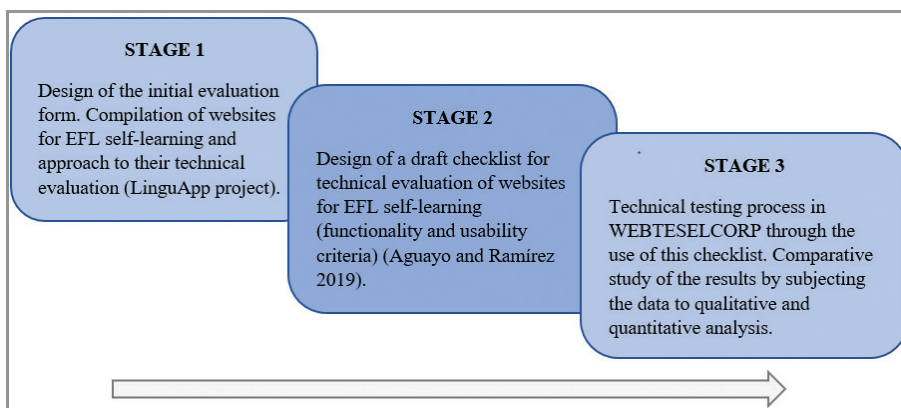 STAGE 1
Design of the initial evaluation
form. Compilation of websites
for EFL self-learning and
approach to their technical
evaluation (LinguApp project).
STAGE 2
Design of a draft checklist for
technical evaluation of websites
for EFL self-learning
(functionality and usability
criteria) (Aguayo and Ramírez
2019).
STAGE 3
Technical testing process in
WEBTESELCORP through the
use of this checklist. Comparative
study of the results by subjecting
the data to qualitative and
quantitative analysis.